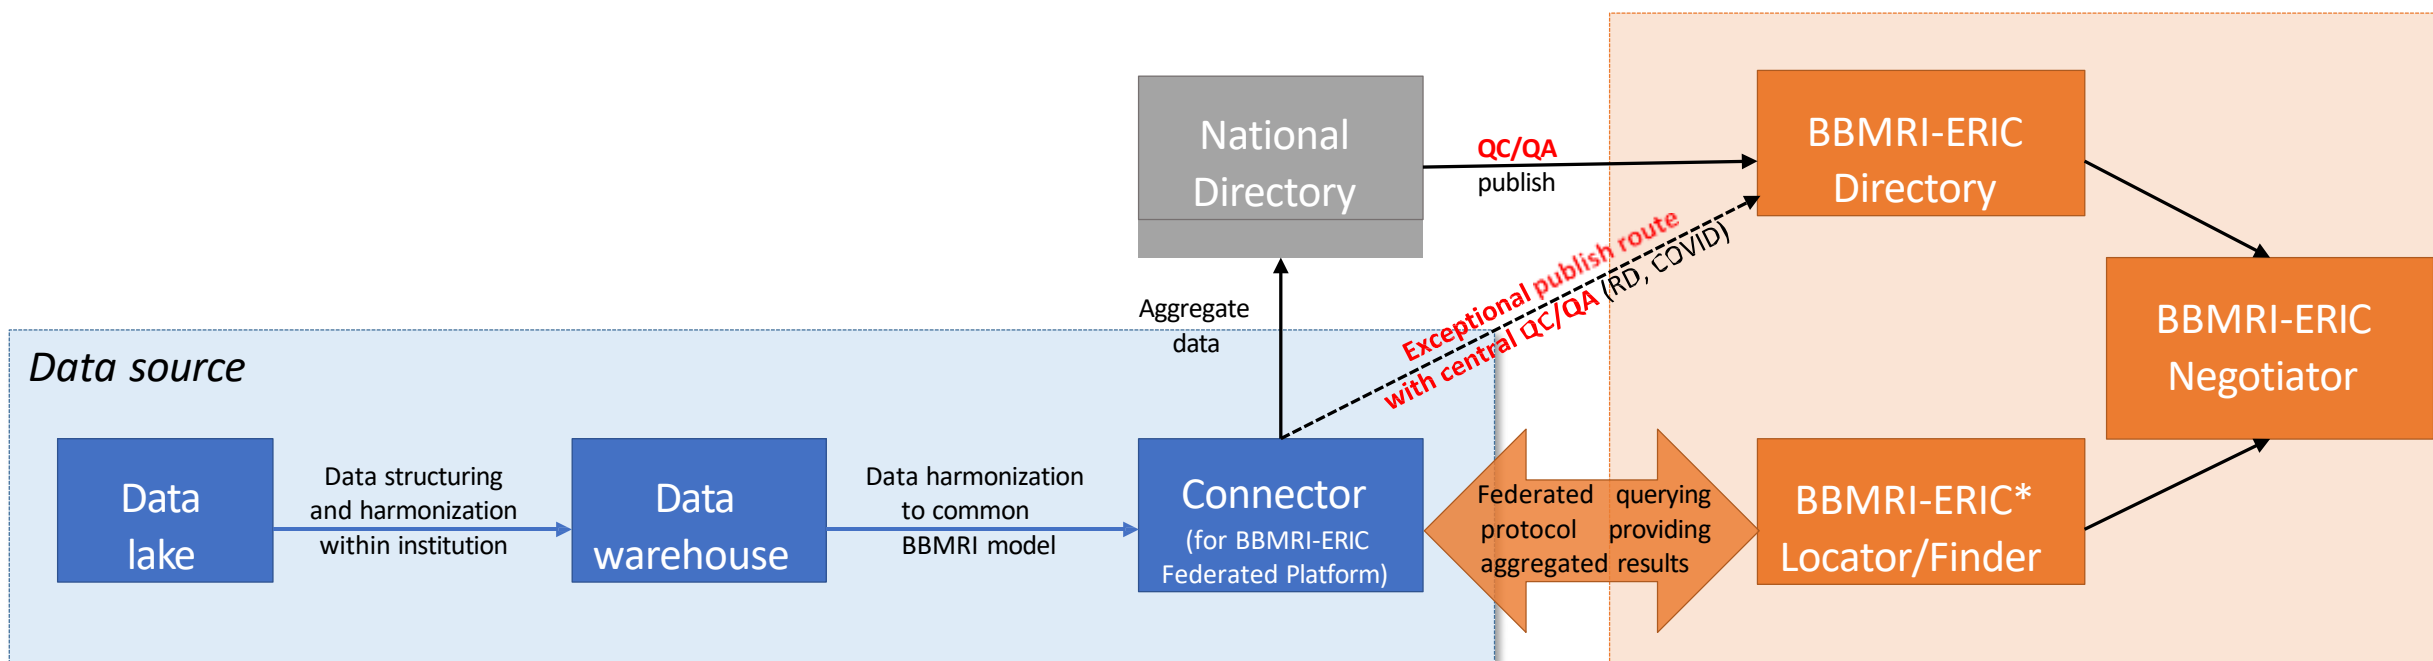 National
Directory
QC/QA
publish
BBMRI-ERIC
Directory
Exceptional publish route
with central QC/QA (RD, COVID)
Aggregate
data
BBMRI-ERIC
Negotiator
Data source
Data
lake
Data structuring
and harmonization
within institution
Data
warehouse
Data harmonization
to common
BBMRI model
Connector
(for BBMRI-ERIC
Federated Platform)
Federated querying
protocol providing
aggregated results
BBMRI-ERIC*
Locator/Finder